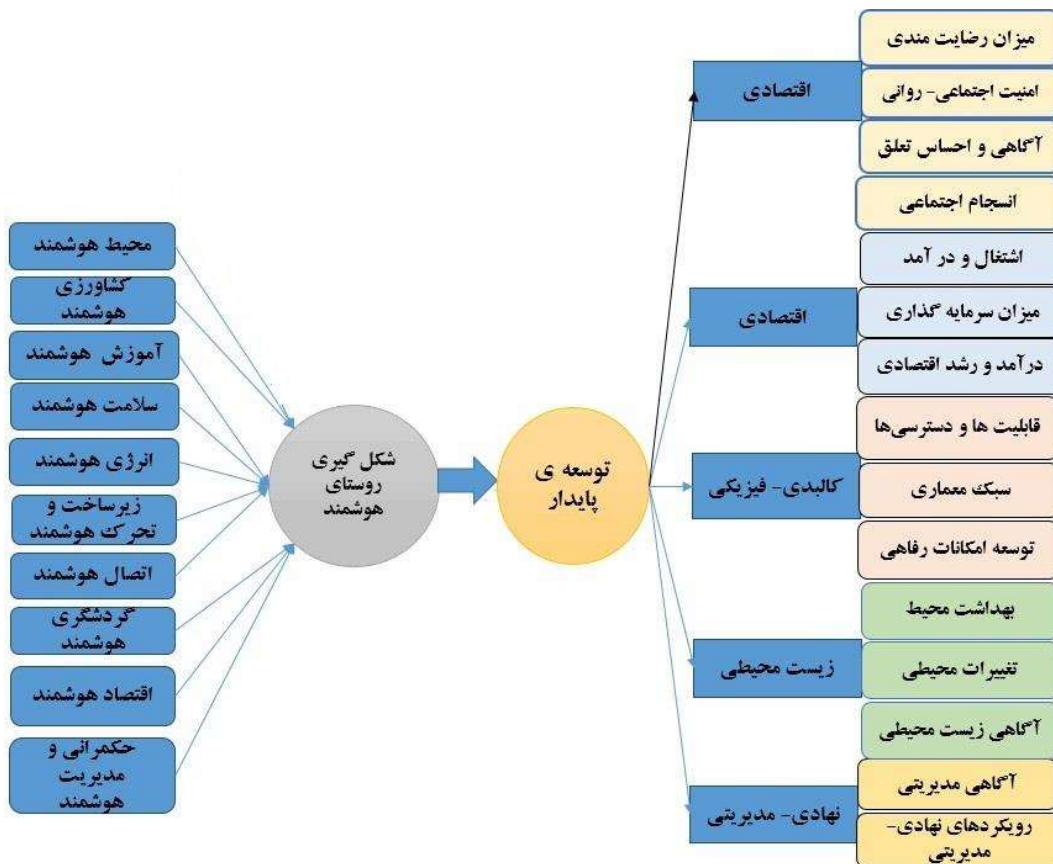 میزان رضایت مندی
امنیت اجتماعی- روانی
آگاهی و احساس تعلق
انسجام اجتماعی
اقتصادی
اشتغال و در آمد
میزان سرمایه گذاری
درآمد و رشد اقتصادی
اقتصادی
قابلیت ها و دسترسی‌ها
سبک معماری
توسعه امکانات رفاهی
کالبدی- فیزیکی
بهداشت محیط
تغییرات محیطی
آگاهی زیست محیطی
زیست محیطی
آگاهی مدیریتی
رویکردهای نهادی-
مدیریتی
نهادی- مدیریتی
توسعه ی
پایدار
شکل گیری
روستای
هوشمند
محیط هوشمند
کشاورزی
هوشمند
آموزش هوشمند
سلامت هوشمند
انرژی هوشمند
زیرساخت و
تحرک هوشمند
اتصال هوشمند
گردشگری
هوشمند
اقتصاد هوشمند
حکمرانی و
مدیریت
هوشمند